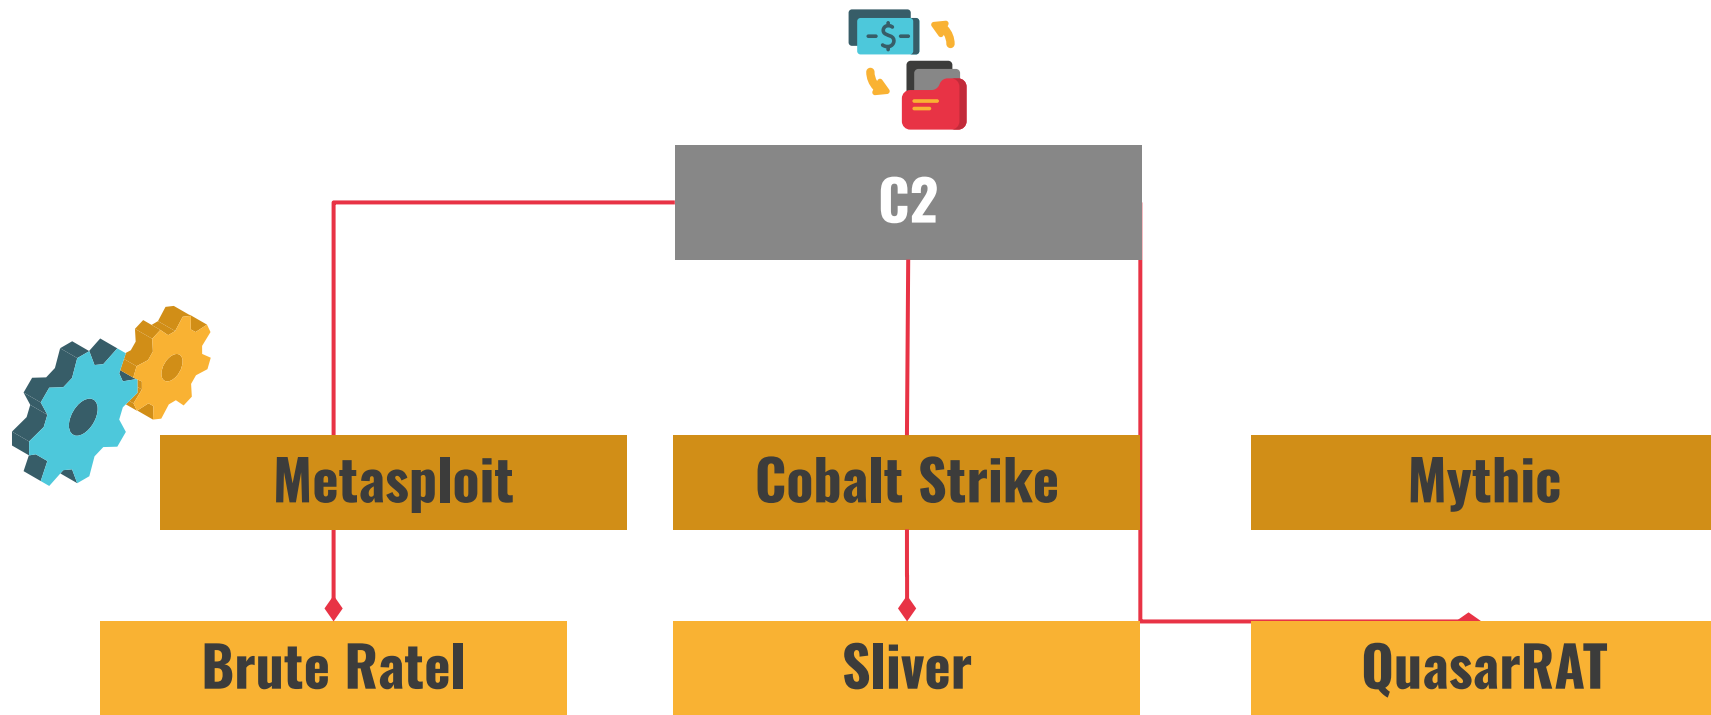 -$-
C2
Metasploit
Cobalt Strike
Mythic
Brute Ratel
Sliver
QuasarRAT